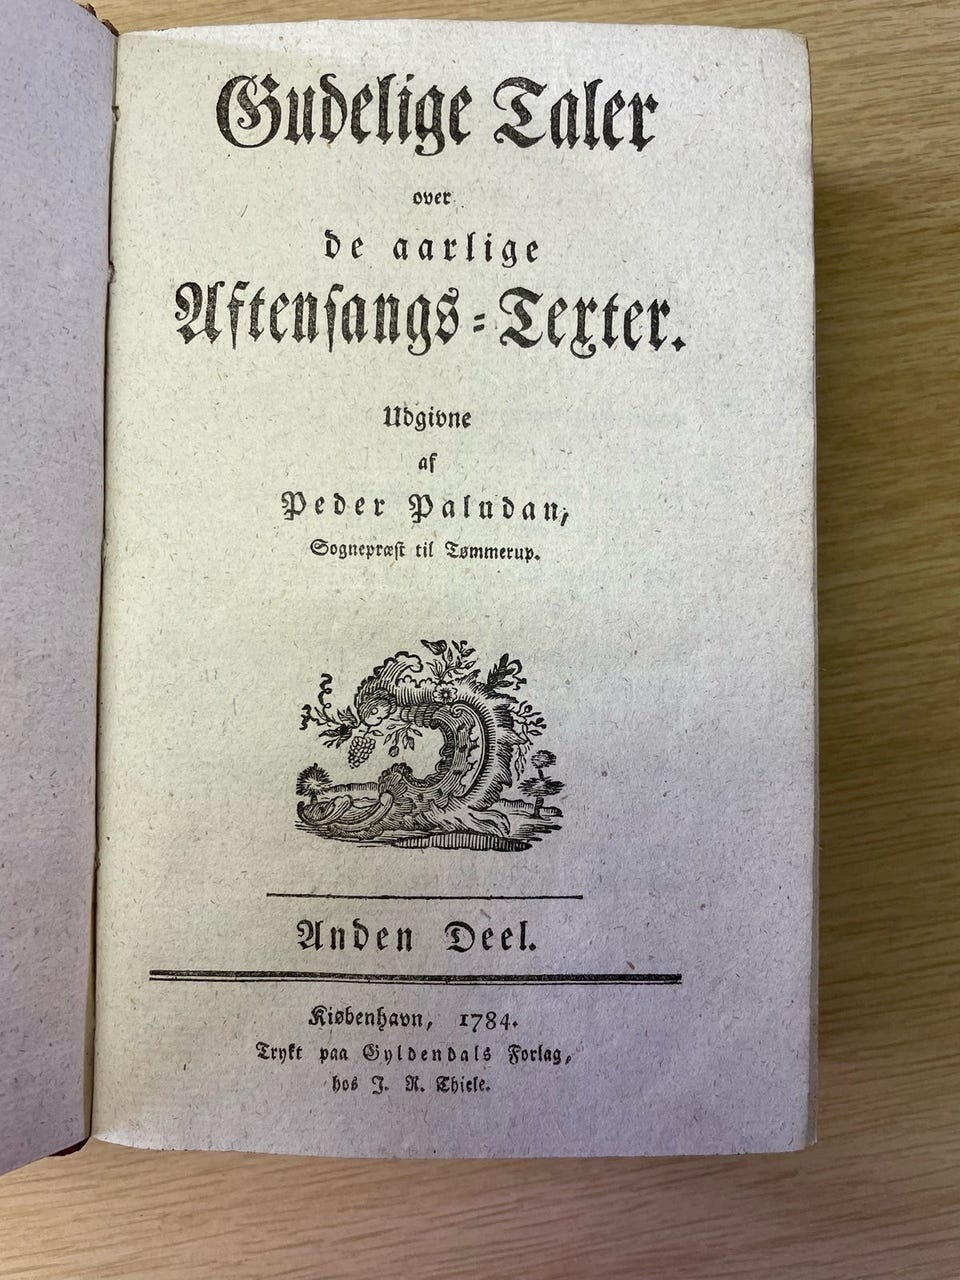 Gudelige Taler
over
de aarlige
Aftensangs-Texter.
Udgivne
af
Peder Paludan,
Sognepræst til Tømmerup.
Anden Deel.
Kiøbenhavn, 1784.
Trykt paa Gyldendals Forlag,
hos J. R. Thiele.